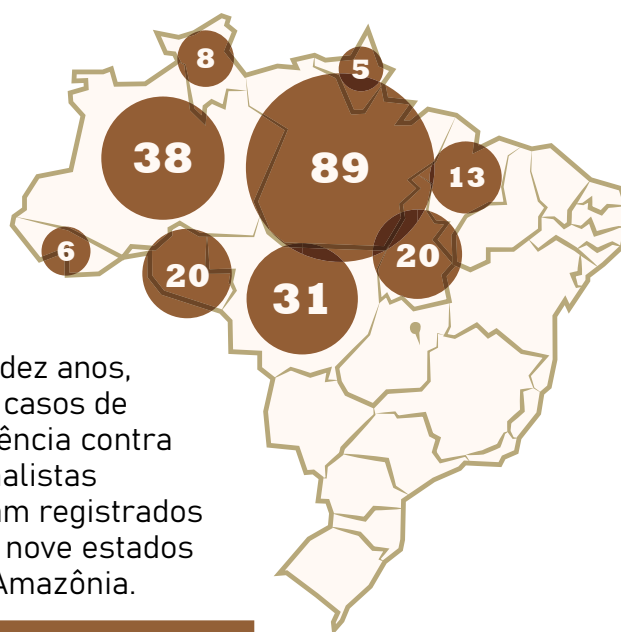 8
5
38
89
13
6
20
31
20
dez anos,
casos de
ência contra
alistas
m registrados
nove estados
Amazônia.